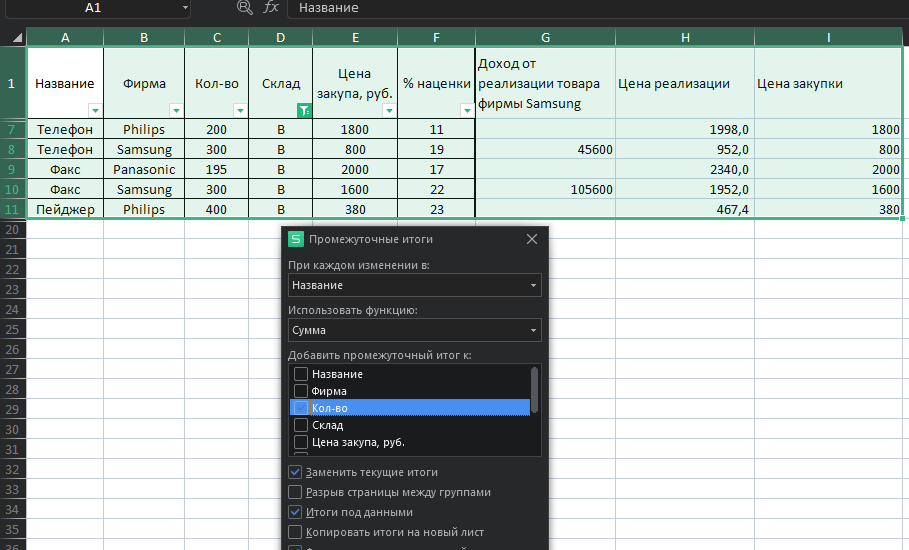 A1 fx Название
A B C D E F G H I
1 Название Фирма Кол-во Склад Цена закупа, руб. % наценки Доход от реализации товара фирмы Samsung Цена реализации Цена закупки
7 Телефон Philips 200 В 1800 11 1998,0 1800
8 Телефон Samsung 300 В 800 19 45600 952,0 800
9 Факс Panasonic 195 В 2000 17 2340,0 2000
10 Факс Samsung 300 В 1600 22 105600 1952,0 1600
11 Пейджер Philips 400 В 380 23 467,4 380
20
21
22
23
24
25
26
27
28
29
30
31
32
33
34
35
36
S Промежуточные итоги
При каждом изменении в:
Название
Использовать функцию:
Сумма
Добавить промежуточный итог к:
Название
Фирма
Кол-во
Склад
Цена закупа, руб.
Заменить текущие итоги
Разрыв страницы между группами
Итоги под данными
Копировать итоги на новый лист